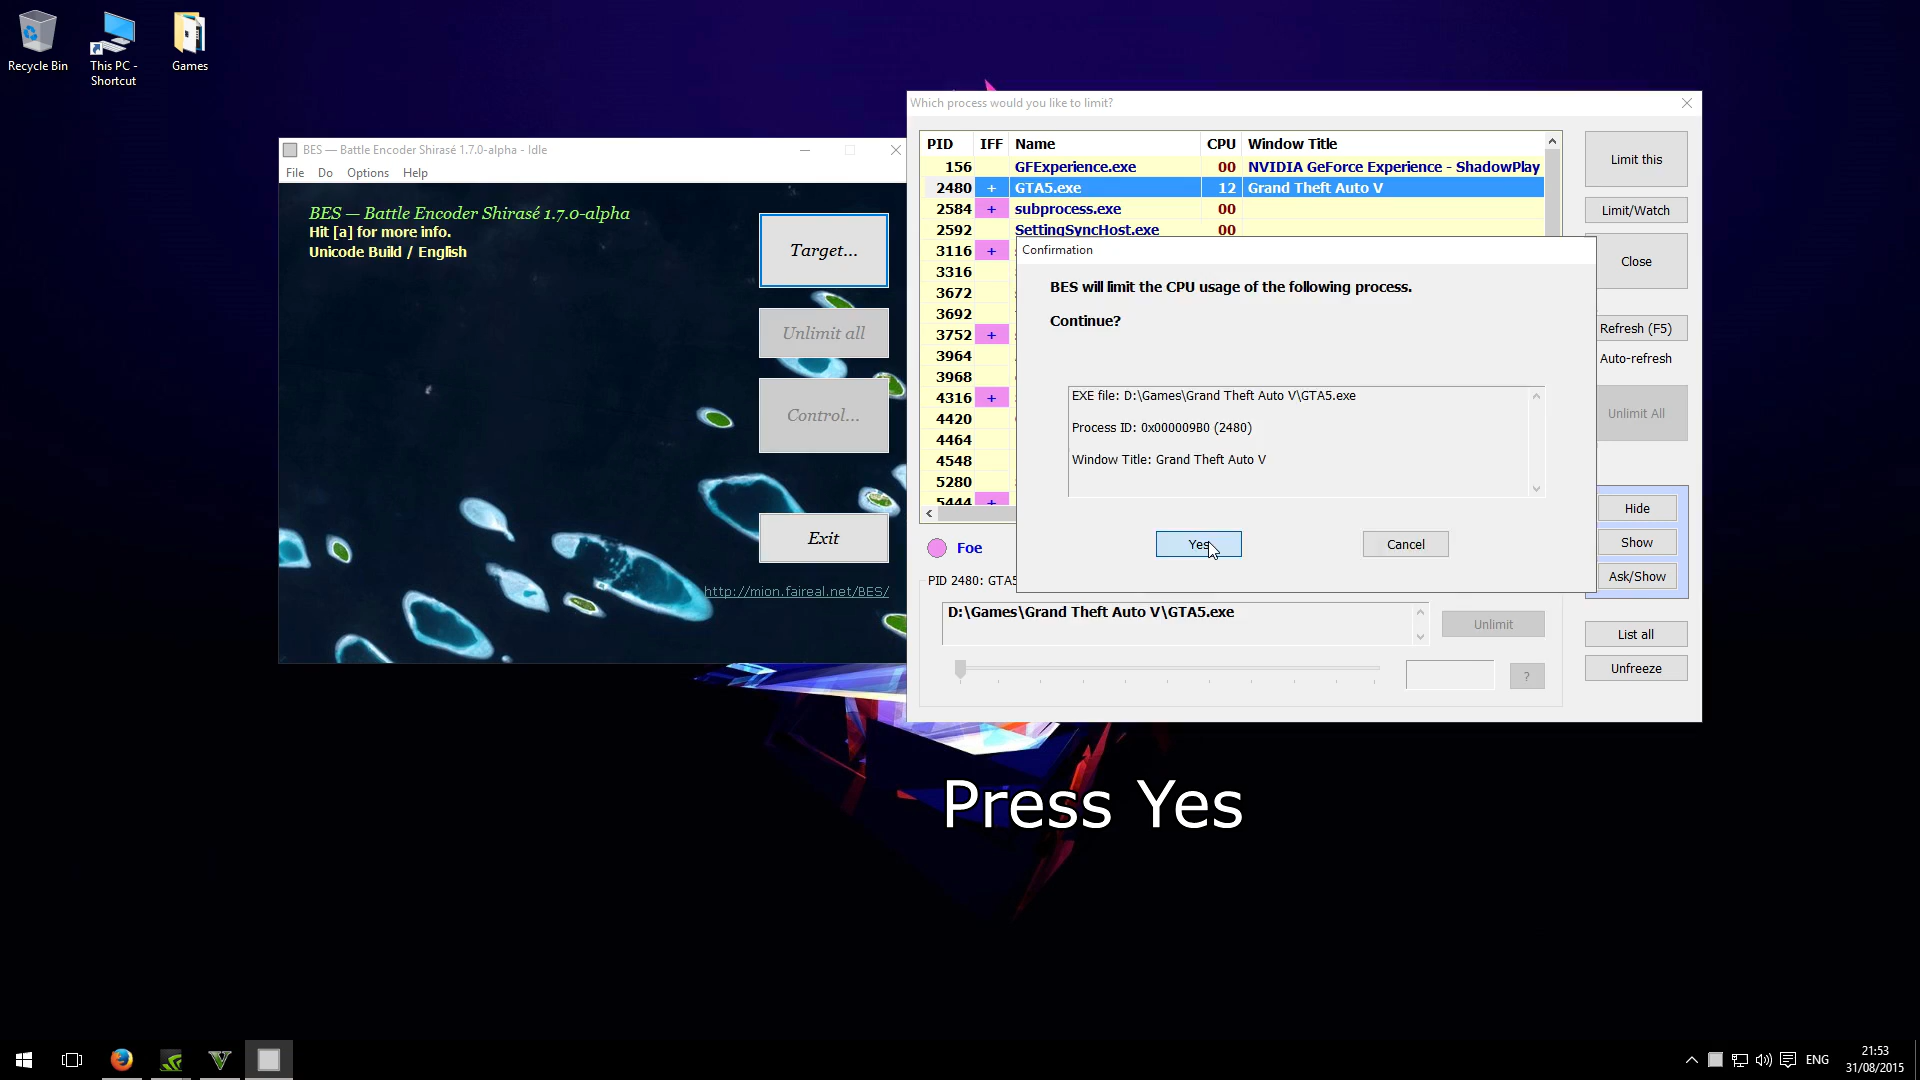 Recycle Bin
This PC - Shortcut
Games
Which process would you like to limit?
BES — Battle Encoder Shirasé 1.7.0-alpha - Idle
File Do Options Help
BES — Battle Encoder Shirasé 1.7.0-alpha
Hit [a] for more info.
Unicode Build / English
Target...
Unlimit all
Control...
Exit
http://mion.faireal.net/BES/
PID IFF Name CPU Window Title
156 GFExperience.exe 00 NVIDIA GeForce Experience - ShadowPlay
2480 + GTA5.exe 12 Grand Theft Auto V
2584 + subprocess.exe 00
2592 SettingSyncHost.exe 00
3116 +
3316
3672
3692
3752 +
3964
3968
4316 +
4420
4464
4548
5280
5444 +
Confirmation
BES will limit the CPU usage of the following process.
Continue?
EXE file: D:\Games\Grand Theft Auto V\GTA5.exe
Process ID: 0x000009B0 (2480)
Window Title: Grand Theft Auto V
Yes
Cancel
Foe
PID 2480: GTA5
D:\Games\Grand Theft Auto V\GTA5.exe
Unlimit
?
Limit this
Limit/Watch
Close
Refresh (F5)
Auto-refresh
Unlimit All
Hide
Show
Ask/Show
List all
Unfreeze
Press Yes
ENG
21:53
31/08/2015